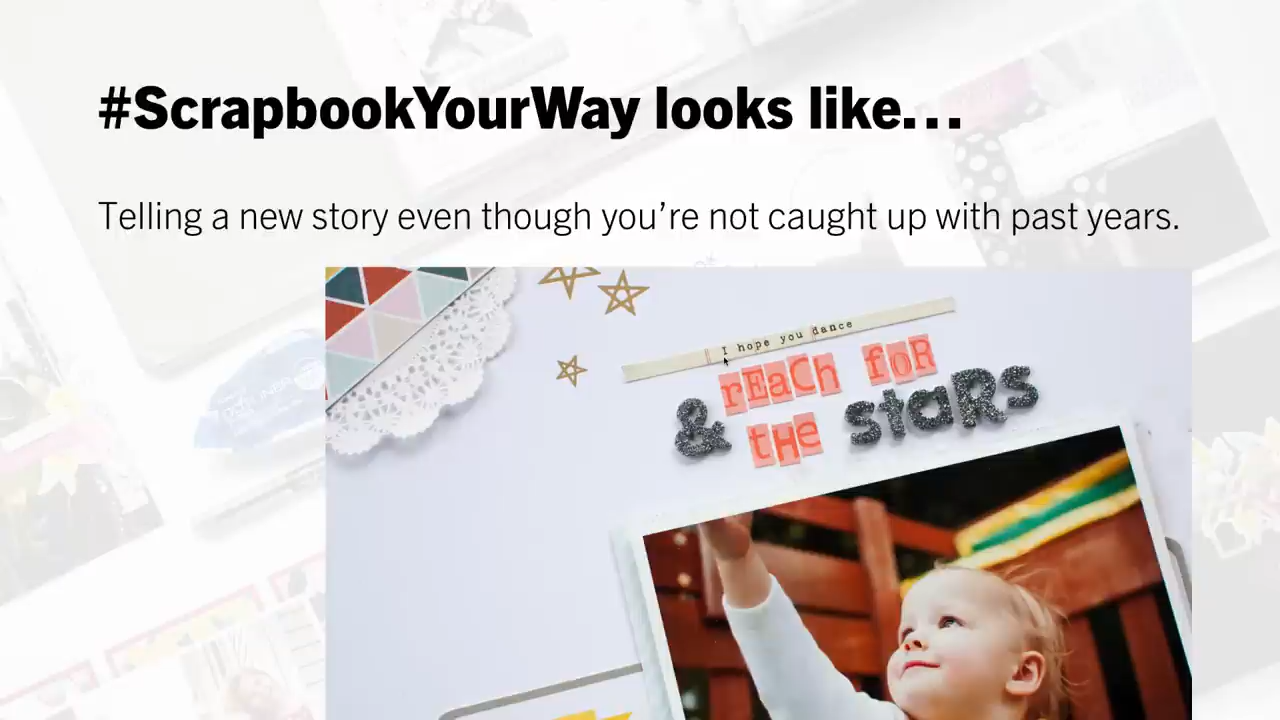 #ScrapbookYourWay looks like...
Telling a new story even though you're not caught up with past years.
I hope you dance
rEaCh foR
& tHe staRs